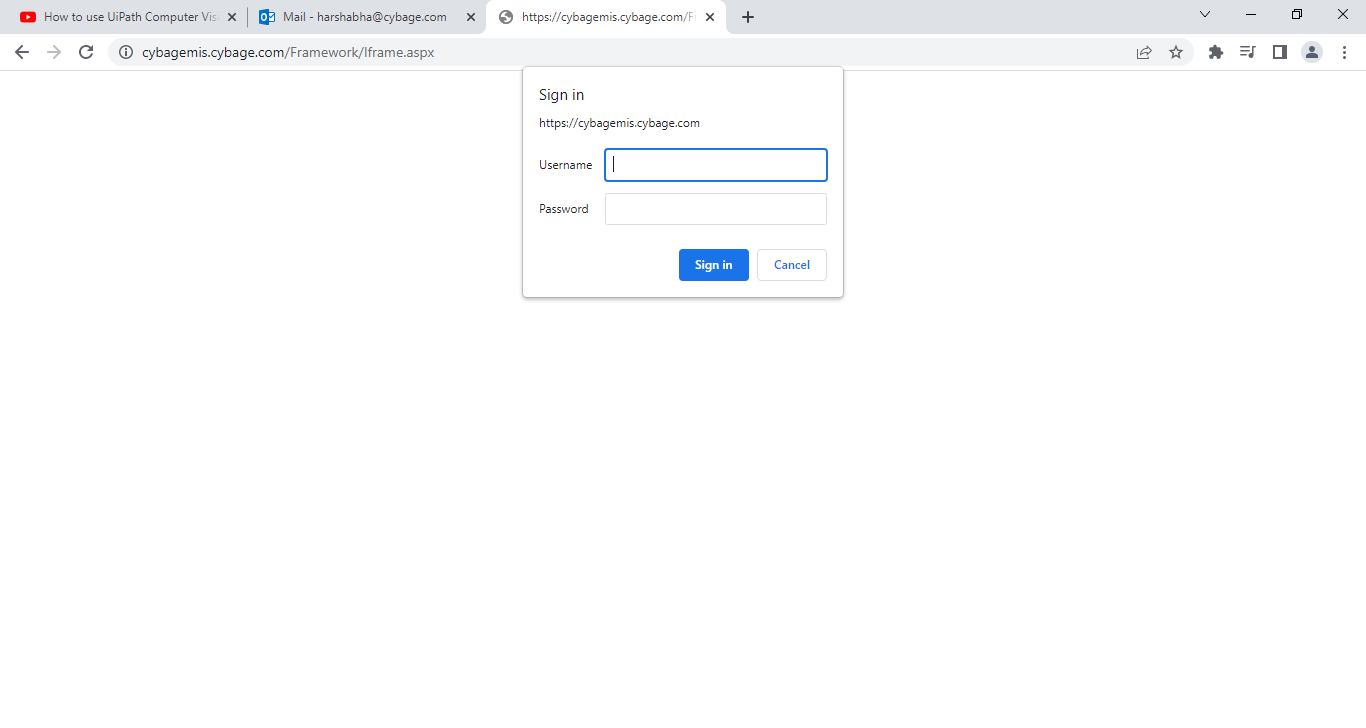 How to use UiPath Computer Vis
Mail - harshabha@cybage.com
https://cybagemis.cybage.com/Fr
cybagemis.cybage.com/Framework/Iframe.aspx
Sign in
https://cybagemis.cybage.com
Username
Password
Sign in
Cancel